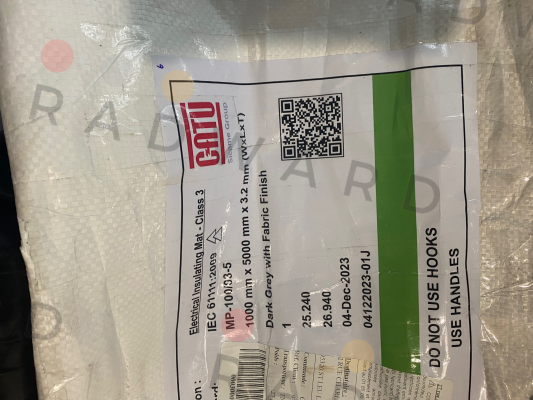 RADWARD
CATU
Sicame Group
Electrical Insulating Mat - Class 3
IEC 61111:2009
MP-100/33-5
1000 mm x 5000 mm x 3.2 mm (WxLxT)
Dark Grey with Fabric Finish
1
25.240
26.940
04-Dec-2023
04122023-01J
DO NOT USE HOOKS
USE HANDLES